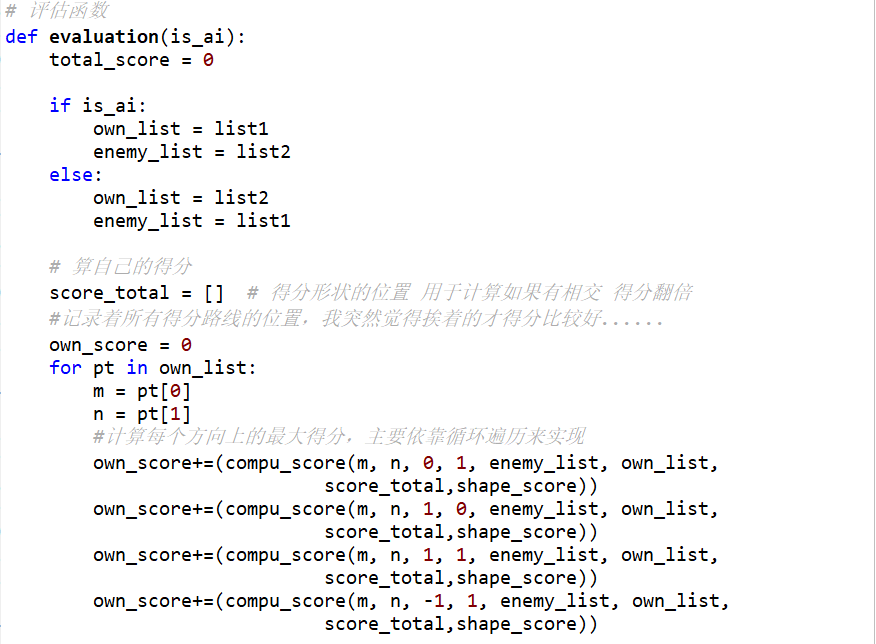 # 评估函数
def evaluation(is_ai):
    total_score = 0
    if is_ai:
        own_list = list1
        enemy_list = list2
    else:
        own_list = list2
        enemy_list = list1
    # 算自己的得分
    score_total = []  # 得分形状的位置 用于计算如果有相交 得分翻倍
    #记录着所有得分路线的位置，我突然觉得挨着的才得分比较好......
    own_score = 0
    for pt in own_list:
        m = pt[0]
        n = pt[1]
        #计算每个方向上的最大得分，主要依靠循环遍历来实现
        own_score+=(compu_score(m, n, 0, 1, enemy_list, own_list,
                             score_total,shape_score))
        own_score+=(compu_score(m, n, 1, 0, enemy_list, own_list,
                             score_total,shape_score))
        own_score+=(compu_score(m, n, 1, 1, enemy_list, own_list,
                             score_total,shape_score))
        own_score+=(compu_score(m, n, -1, 1, enemy_list, own_list,
                             score_total,shape_score))